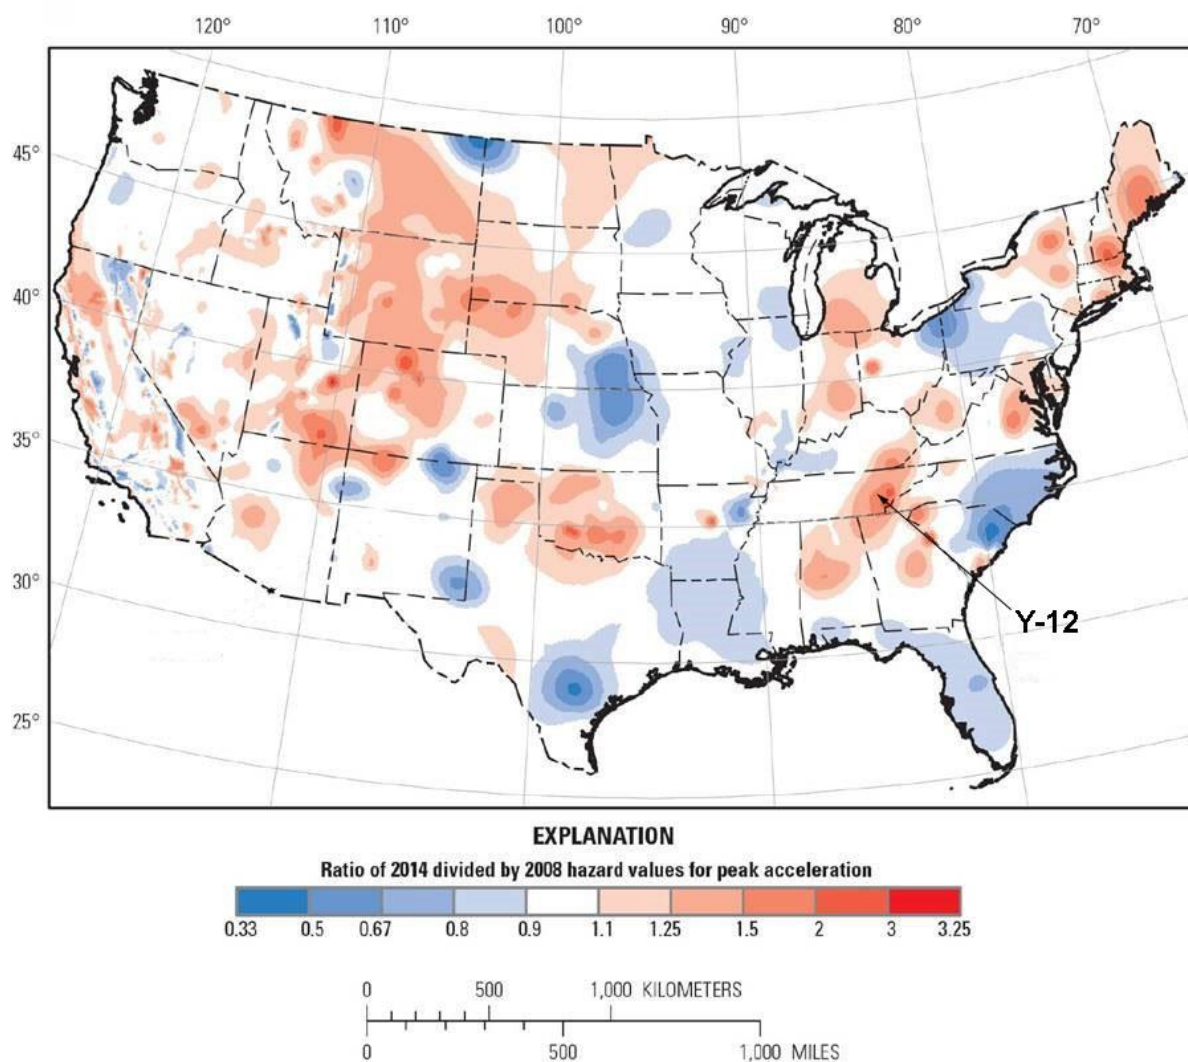 120° 110° 100° 90° 80° 70°
45°
40°
35°
30°
25°
Y-12
EXPLANATION
Ratio of 2014 divided by 2008 hazard values for peak acceleration
0.33 0.5 0.67 0.8 0.9 1.1 1.25 1.5 2 3 3.25
0 500 1,000 KILOMETERS
0 500 1,000 MILES